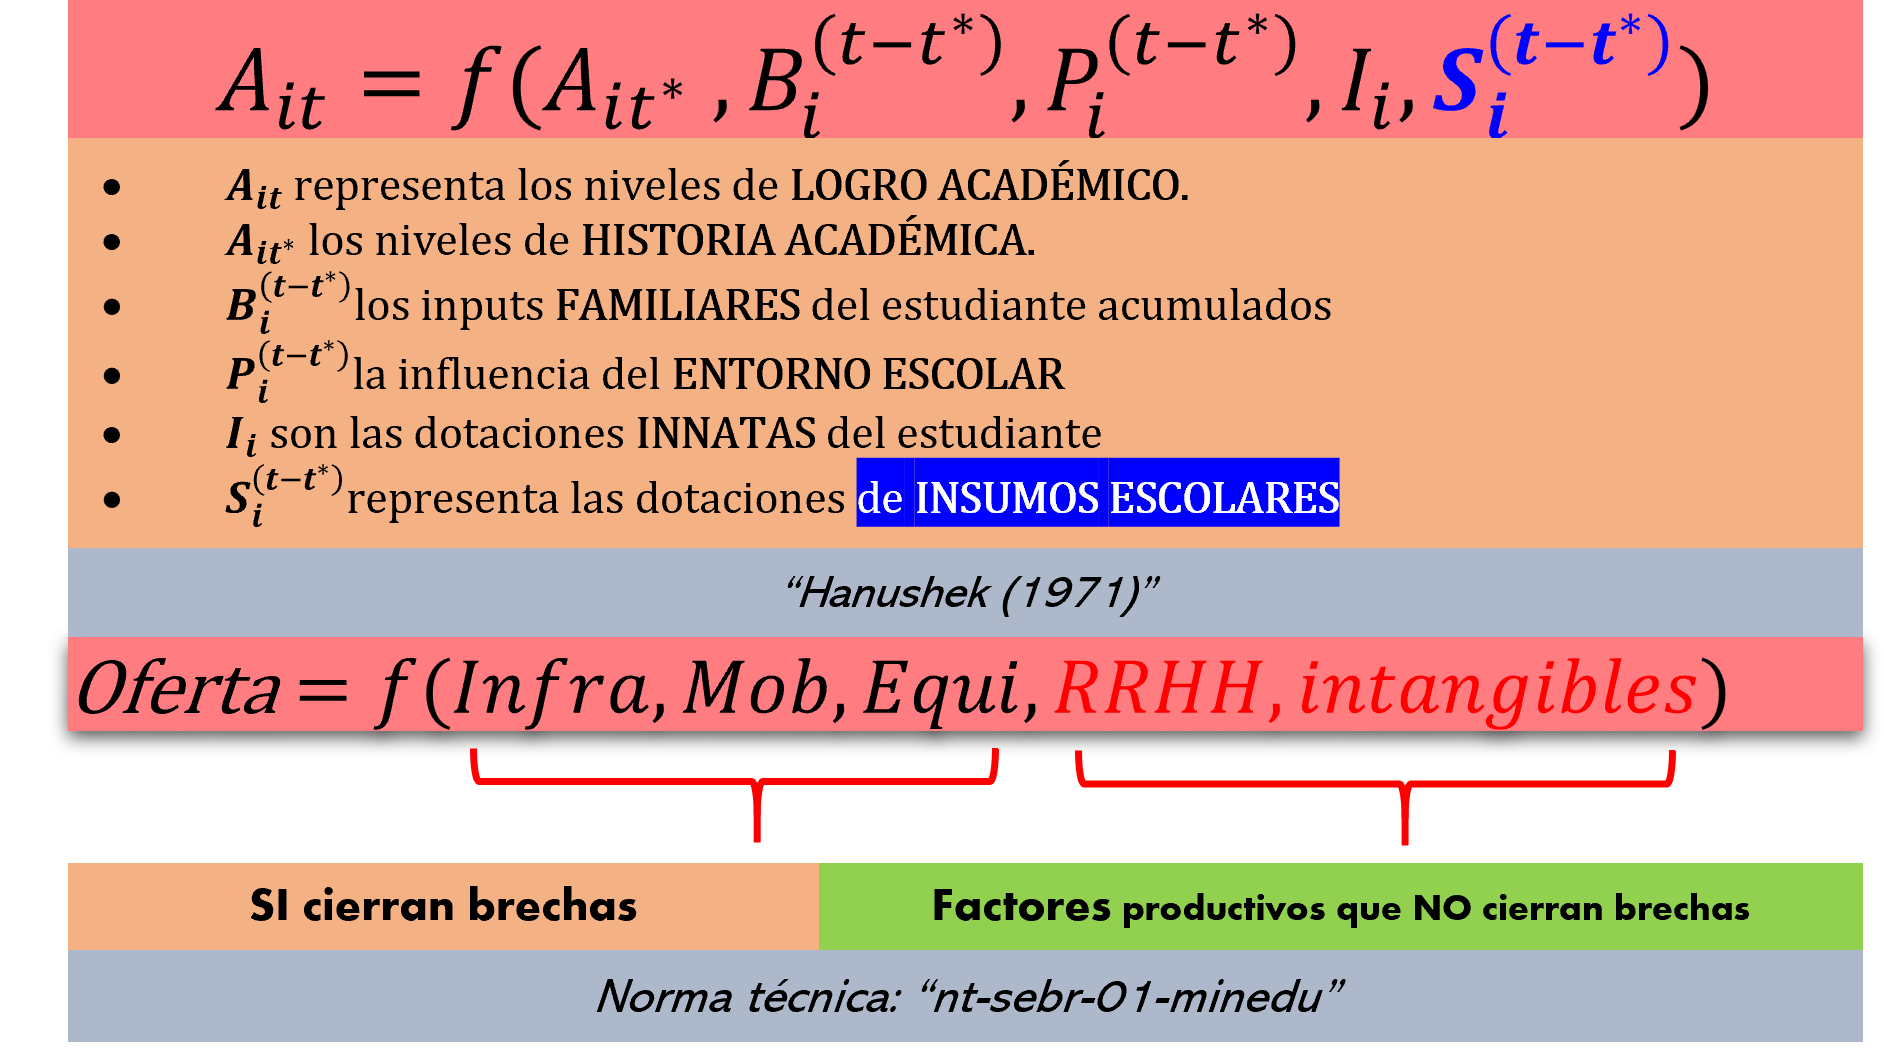 A_{it} = f(A_{it^*}, B_i^{(t-t^*)}, P_i^{(t-t^*)}, I_i, S_i^{(t-t^*)})
• A_{it} representa los niveles de LOGRO ACADÉMICO.
• A_{it^*} los niveles de HISTORIA ACADÉMICA.
• B_i^{(t-t^*)} los inputs FAMILIARES del estudiante acumulados
• P_i^{(t-t^*)} la influencia del ENTORNO ESCOLAR
• I_i son las dotaciones INNATAS del estudiante
• S_i^{(t-t^*)} representa las dotaciones de INSUMOS ESCOLARES
“Hanushek (1971)”
Oferta = f(Infra, Mob, Equi, RRHH, intangibles)
SI cierran brechas
Factores productivos que NO cierran brechas
Norma técnica: “nt-sebr-01-minedu”